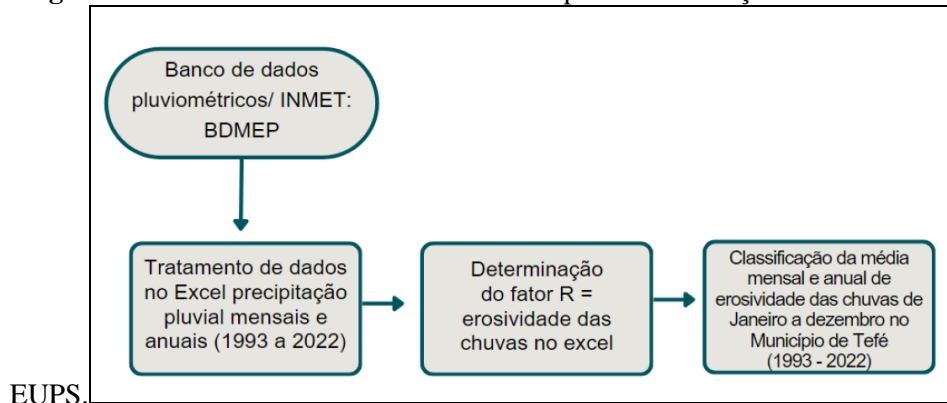 Banco de dados
pluviométricos/ INMET:
BDMEP
Tratamento de dados
no Excel precipitação
pluvial mensais e
anuais (1993 a 2022)
Determinação
do fator R =
erosividade das
chuvas no excel
Classificação da média
mensal e anual de
erosividade das chuvas de
Janeiro a dezembro no
Município de Tefé
(1993 - 2022)
EUPS.